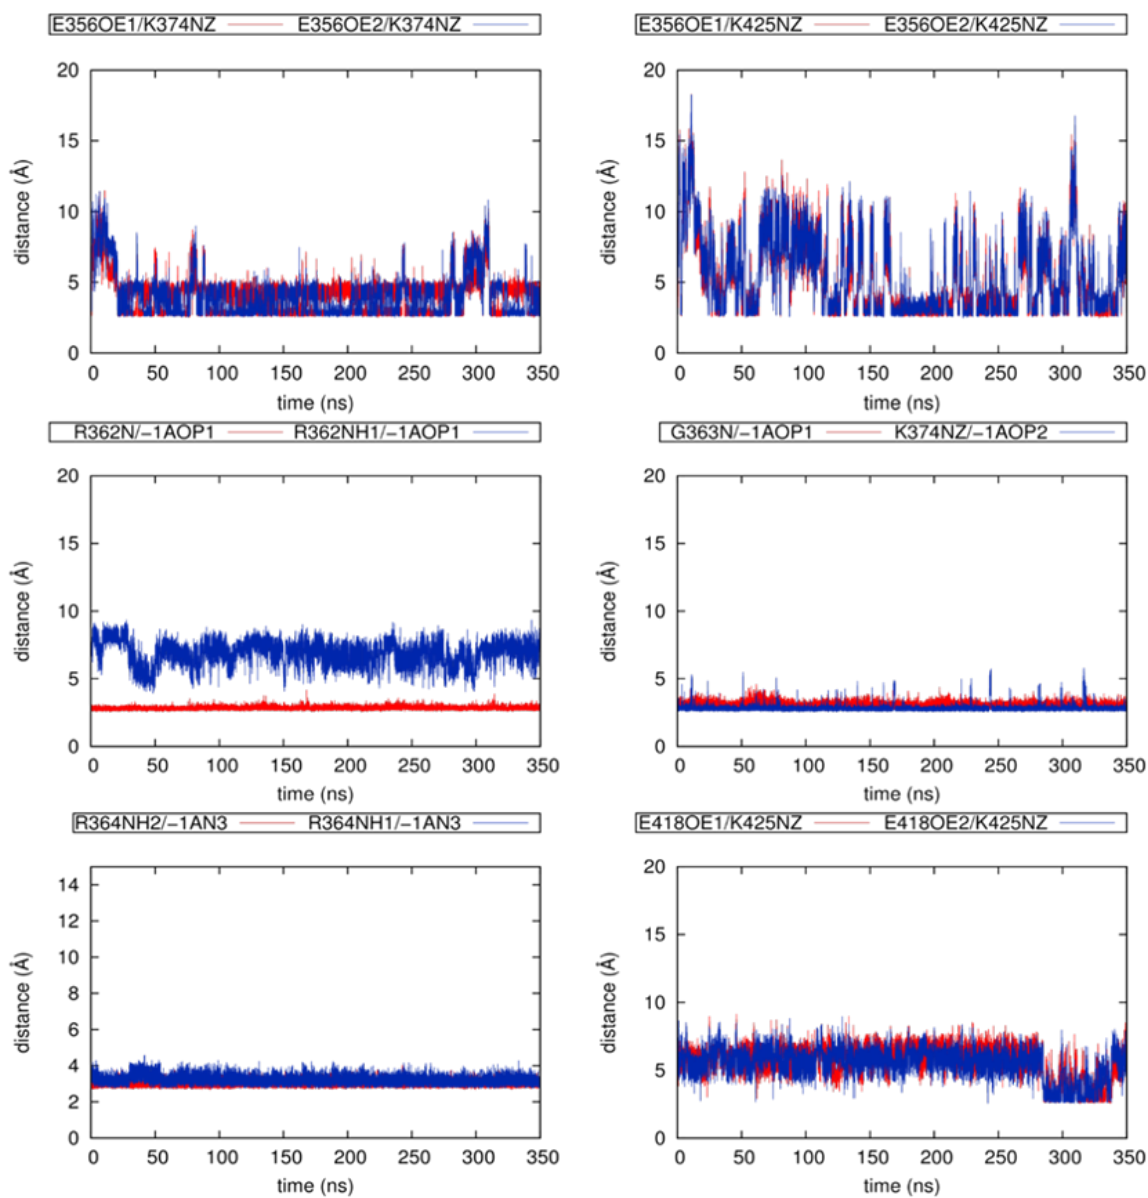 E356OE1/K374NZ E356OE2/K374NZ
20
15
10
5
0
distance (Å)
0 50 100 150 200 250 300 350
time (ns)
E356OE1/K425NZ E356OE2/K425NZ
20
15
10
5
0
distance (Å)
0 50 100 150 200 250 300 350
time (ns)
R362N/−1AOP1 R362NH1/−1AOP1
20
15
10
5
0
distance (Å)
0 50 100 150 200 250 300 350
time (ns)
G363N/−1AOP1 K374NZ/−1AOP2
20
15
10
5
0
distance (Å)
0 50 100 150 200 250 300 350
time (ns)
R364NH2/−1AN3 R364NH1/−1AN3
14
12
10
8
6
4
2
0
distance (Å)
0 50 100 150 200 250 300 350
time (ns)
E418OE1/K425NZ E418OE2/K425NZ
20
15
10
5
0
distance (Å)
0 50 100 150 200 250 300 350
time (ns)